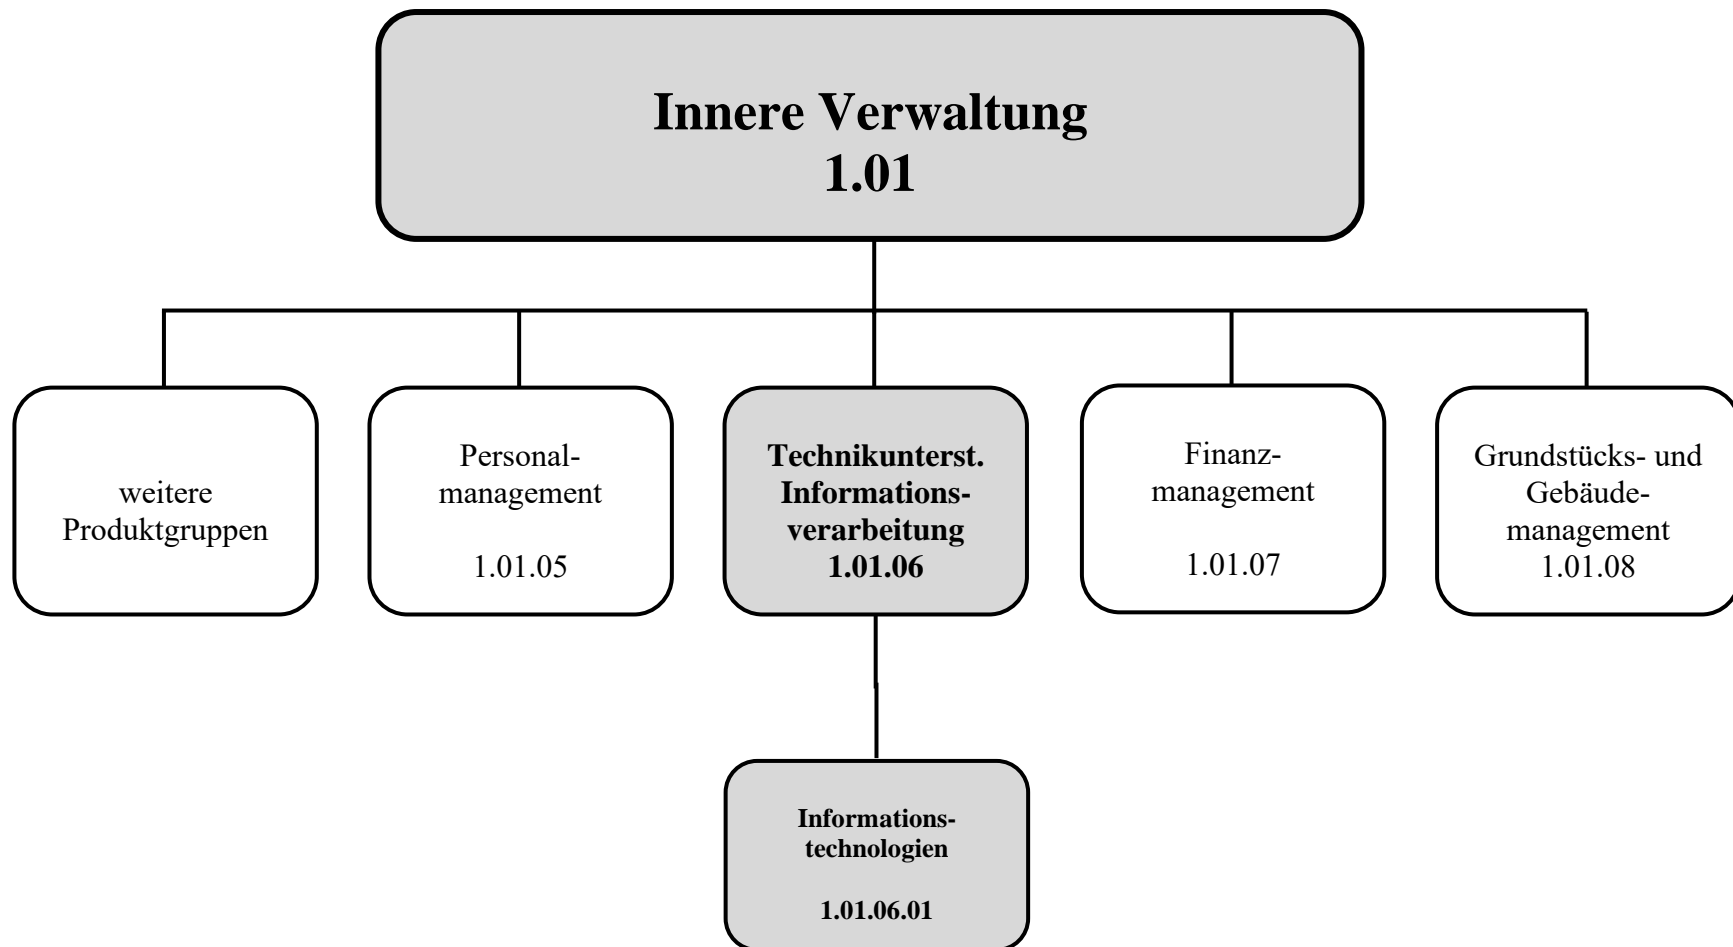 Innere Verwaltung
1.01
weitere
Produktgruppen
Personal-
management
1.01.05
Technikunterst.
Informations-
verarbeitung
1.01.06
Finanz-
management
1.01.07
Grundstücks- und
Gebäude-
management
1.01.08
Informations-
technologien
1.01.06.01